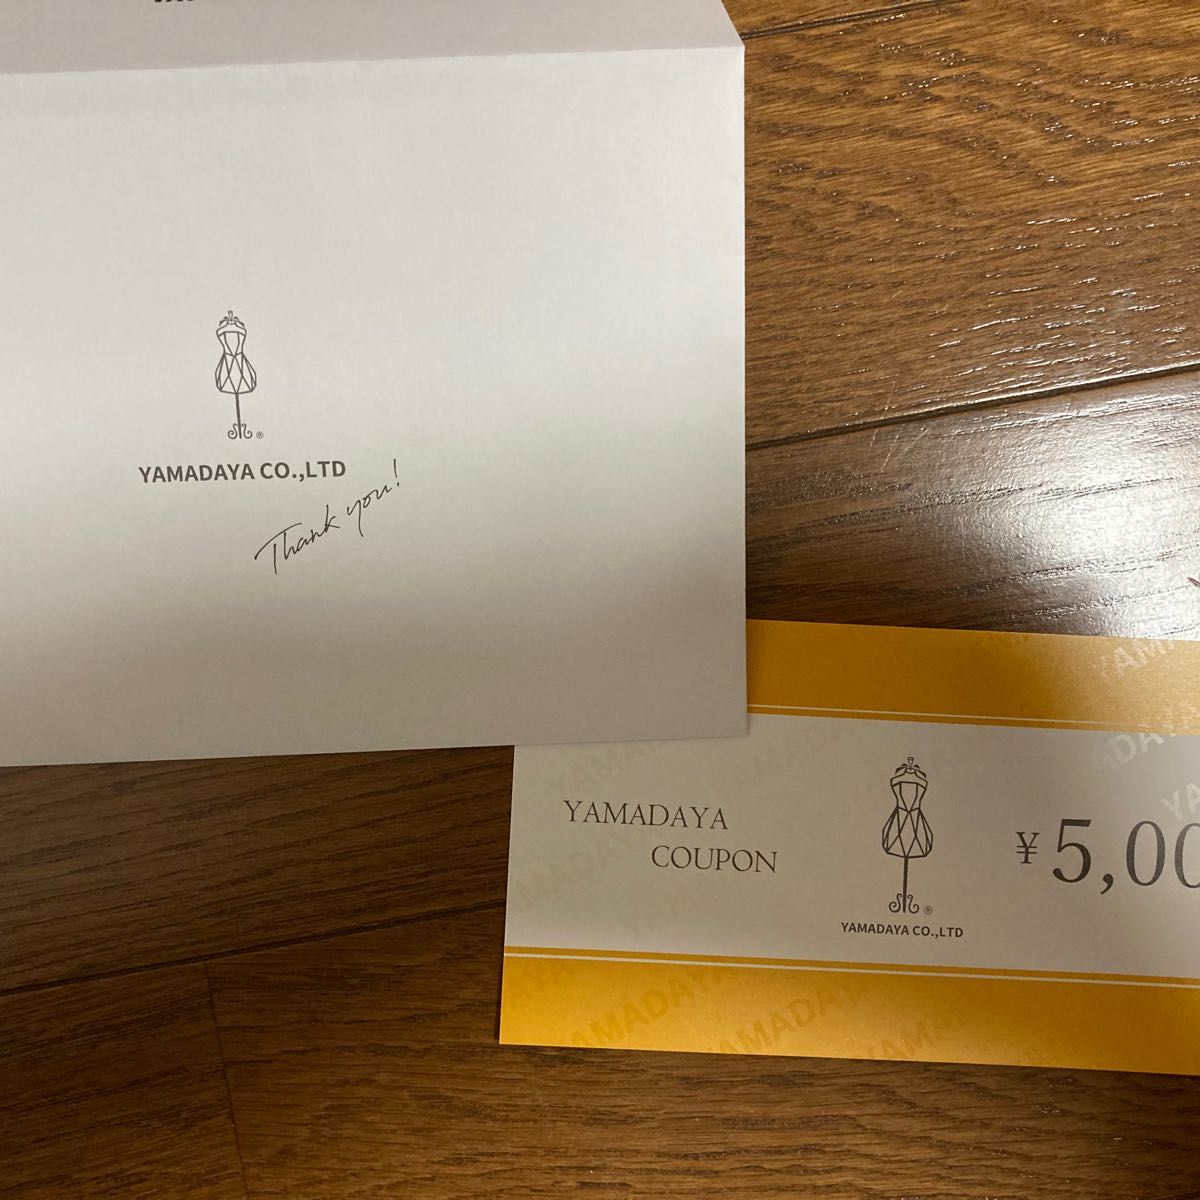 YAMADAYA CO.,LTD
Thank you!
YAMADAYA
COUPON
YAMADAYA CO.,LTD
¥5,00